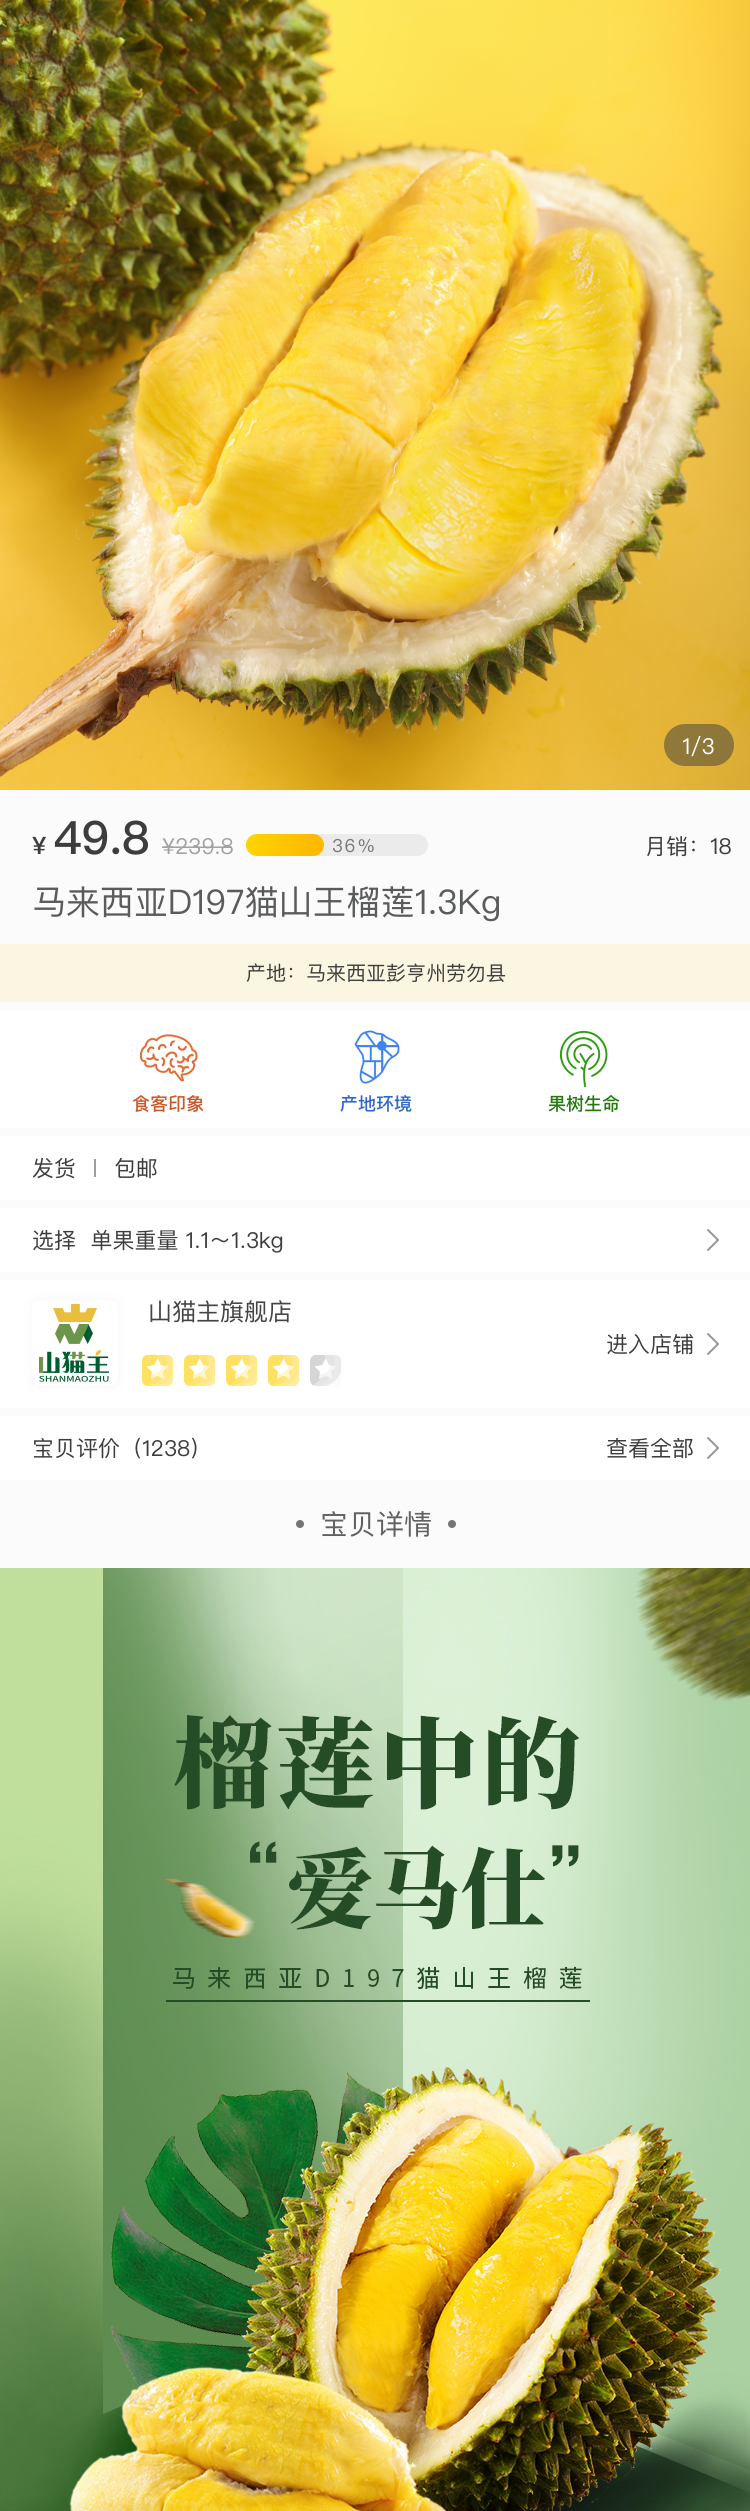 1/3
¥ 49.8 ¥239.8 36% 月销：18
马来西亚D197猫山王榴莲1.3Kg
产地：马来西亚彭亨州劳勿县
食客印象 产地环境 果树生命
发货 | 包邮
选择 单果重量 1.1～1.3kg
山猫主旗舰店
进入店铺
山猫主
SHANMAOZHU
宝贝评价（1238） 查看全部
• 宝贝详情 •
榴莲中的
“爱马仕”
马来西亚D197猫山王榴莲